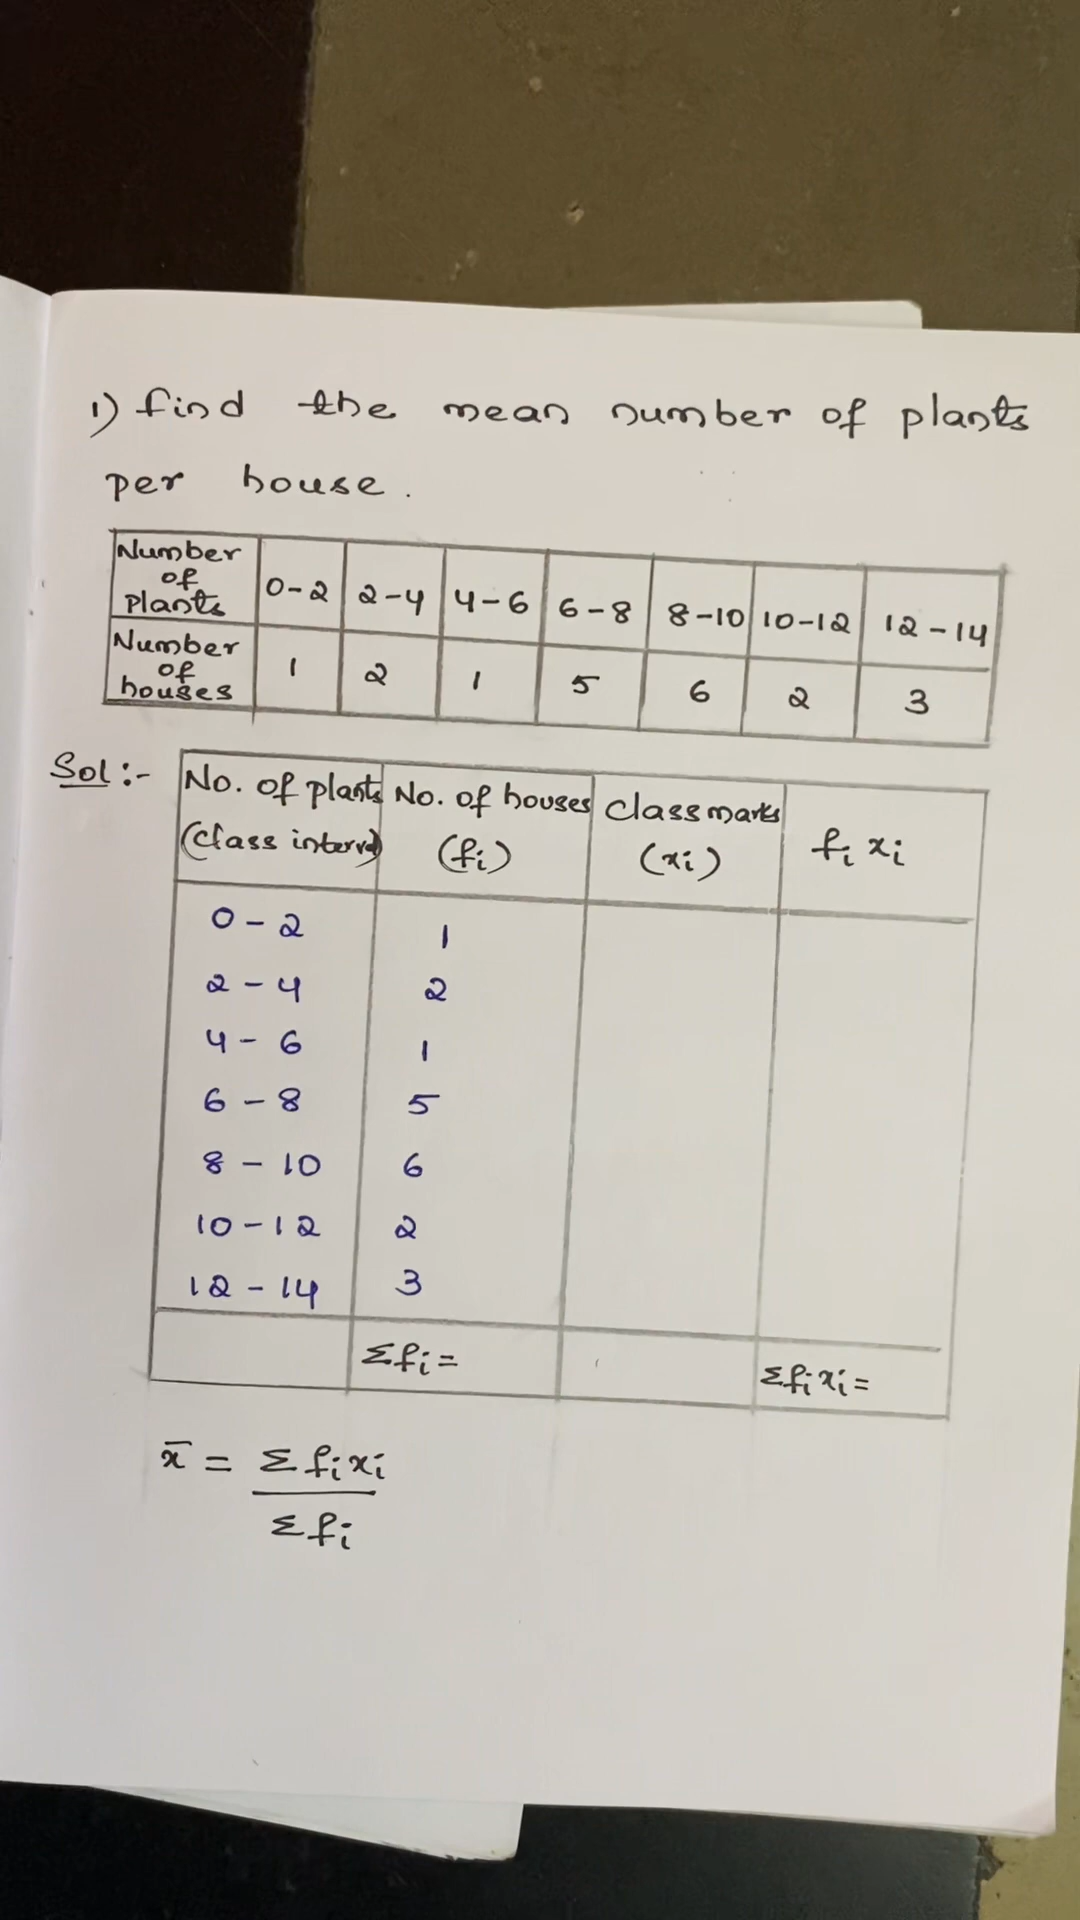 1) find the mean number of plants
per house.
Number of plants 0-2 2-4 4-6 6-8 8-10 10-12 12-14
Number of houses 1 2 1 5 6 2 3
Sol:-
No. of plants (class interval) No. of houses (fi) class marks (xi) fi xi
0-2 1
2-4 2
4-6 1
6-8 5
8-10 6
10-12 2
12-14 3
Σfi= Σfixi=
x̄ = Σfixi
Σfi